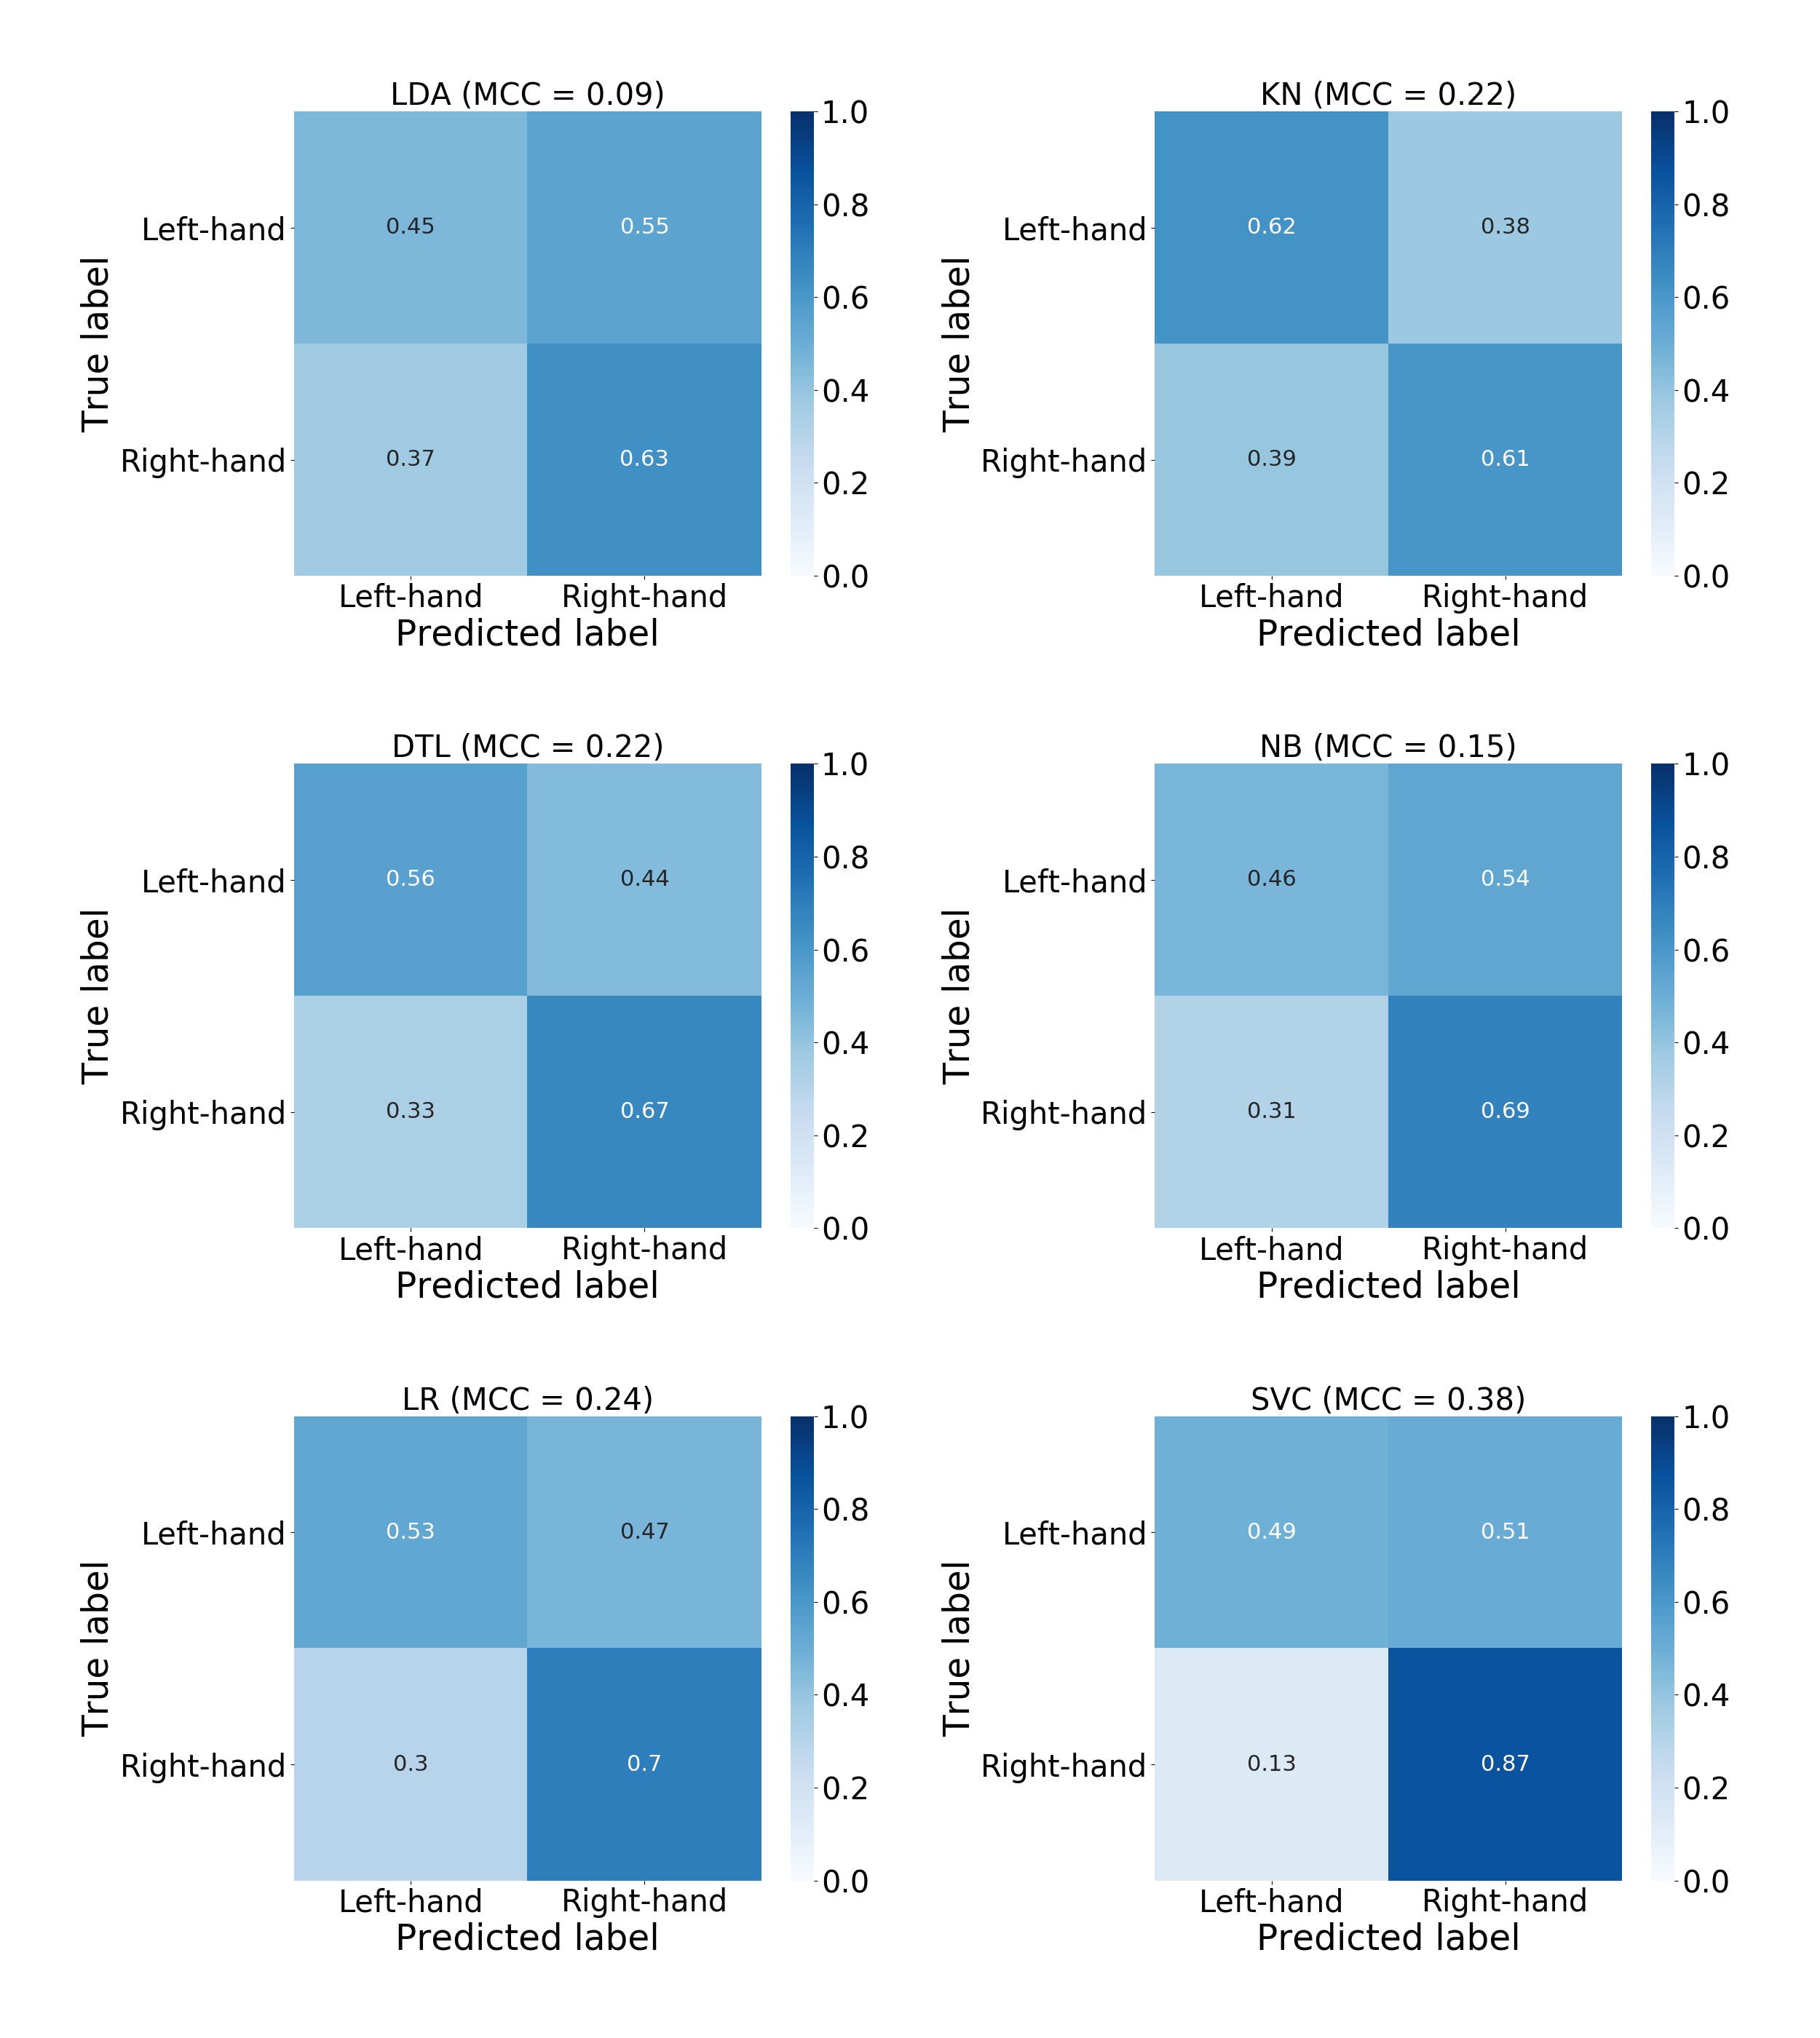 LDA (MCC = 0.09)
True label
Left-hand
Right-hand
0.45 0.55
0.37 0.63
Left-hand Right-hand
Predicted label
1.0
0.8
0.6
0.4
0.2
0.0
KN (MCC = 0.22)
True label
Left-hand
Right-hand
0.62 0.38
0.39 0.61
Left-hand Right-hand
Predicted label
1.0
0.8
0.6
0.4
0.2
0.0
DTL (MCC = 0.22)
True label
Left-hand
Right-hand
0.56 0.44
0.33 0.67
Left-hand Right-hand
Predicted label
1.0
0.8
0.6
0.4
0.2
0.0
NB (MCC = 0.15)
True label
Left-hand
Right-hand
0.46 0.54
0.31 0.69
Left-hand Right-hand
Predicted label
1.0
0.8
0.6
0.4
0.2
0.0
LR (MCC = 0.24)
True label
Left-hand
Right-hand
0.53 0.47
0.3 0.7
Left-hand Right-hand
Predicted label
1.0
0.8
0.6
0.4
0.2
0.0
SVC (MCC = 0.38)
True label
Left-hand
Right-hand
0.49 0.51
0.13 0.87
Left-hand Right-hand
Predicted label
1.0
0.8
0.6
0.4
0.2
0.0